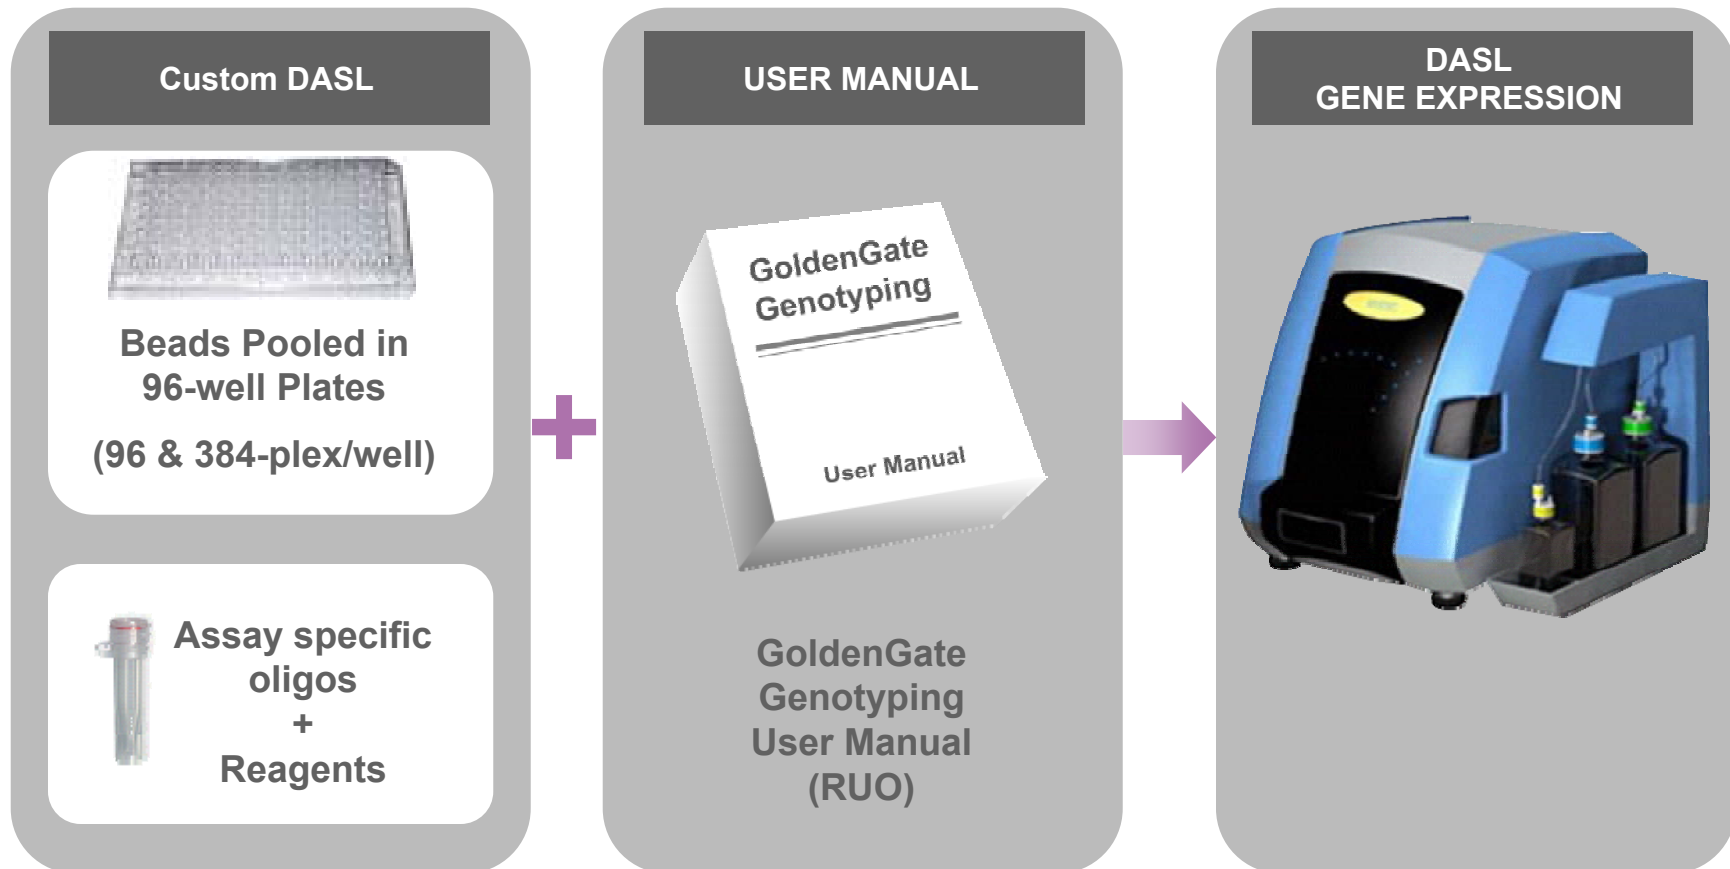 Custom DASL
Beads Pooled in
96-well Plates
(96 & 384-plex/well)
Assay specific
oligos
+
Reagents
USER MANUAL
GoldenGate
Genotyping
User Manual
GoldenGate
Genotyping
User Manual
(RUO)
DASL
GENE EXPRESSION